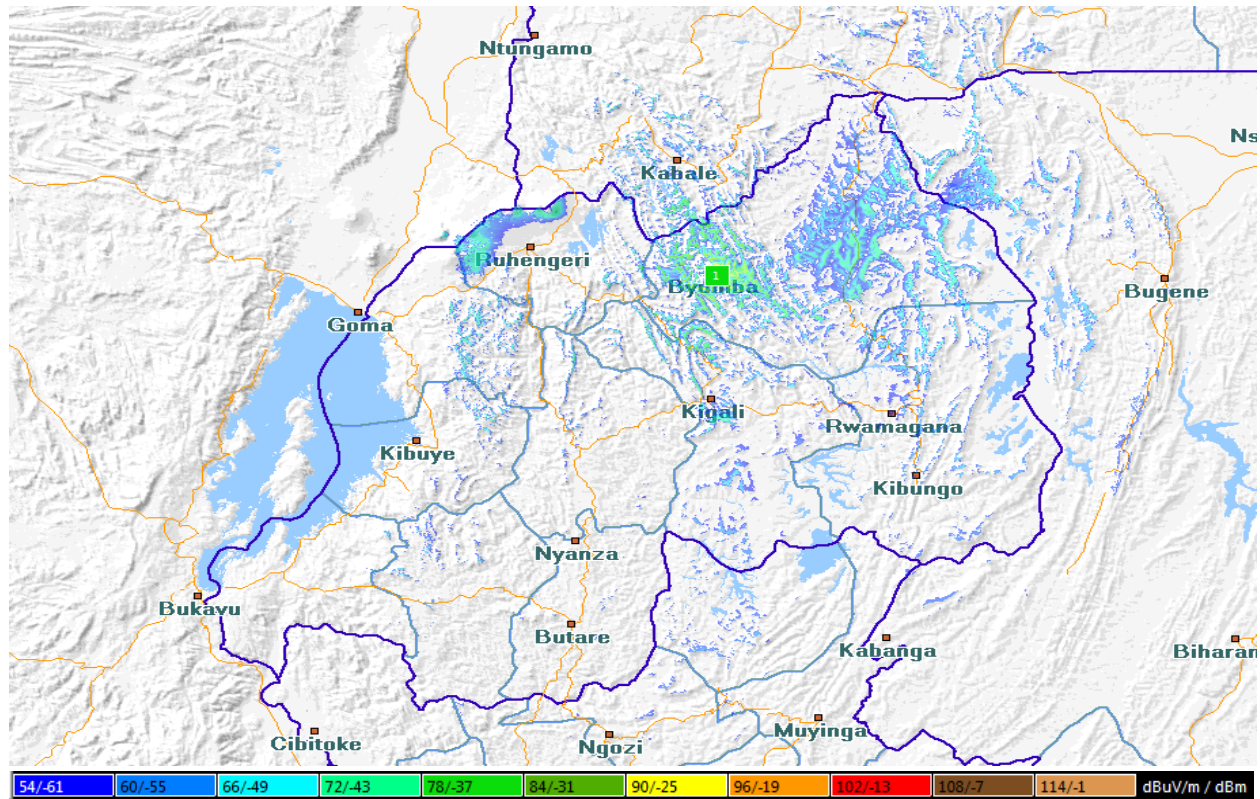 Ntungamo
Ns
Kabale
Ruhengeri
1
Byumba
Bugene
Goma
Kigali
Rwamagana
Kibuye
Kibungo
Nyanza
Bukavu
Butare
Kabanga
Biharan
Muyinga
Cibitoke
Ngozi
54/-61 60/-55 66/-49 72/-43 78/-37 84/-31 90/-25 96/-19 102/-13 108/-7 114/-1 dBuV/m / dBm